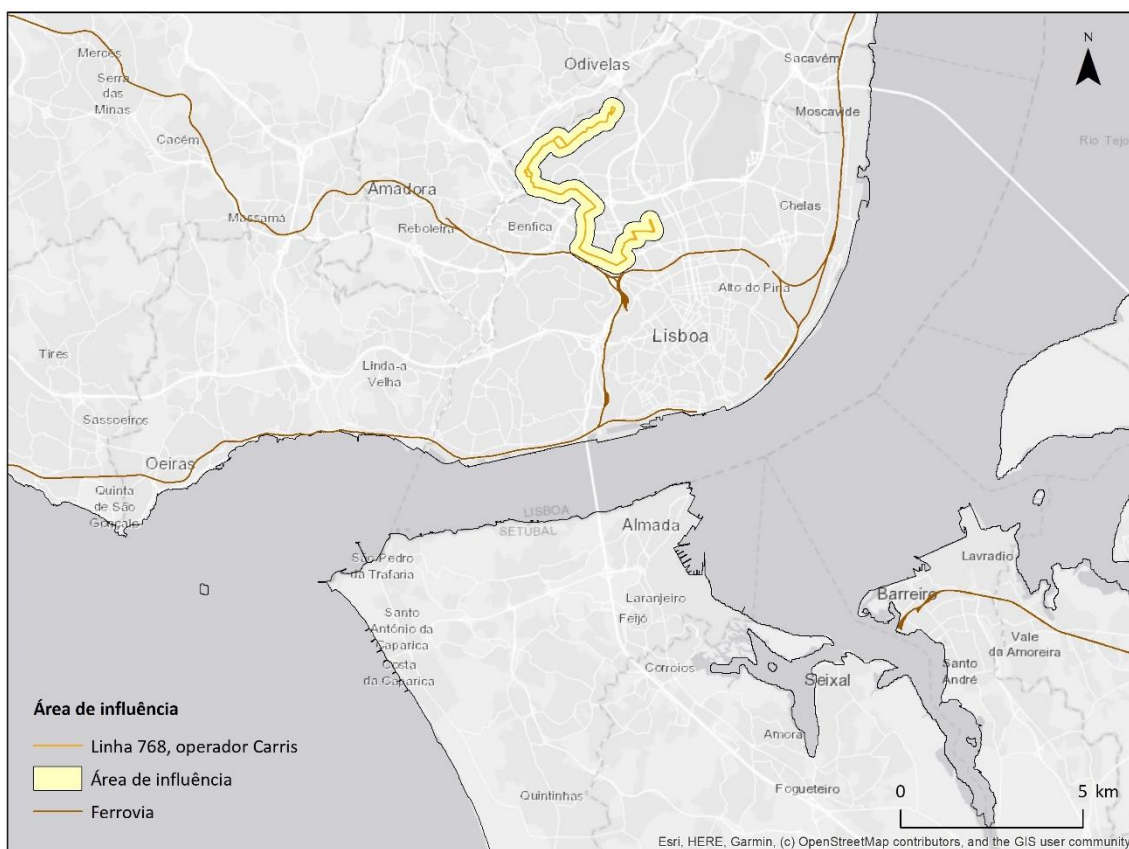 N
Odivelas
Sacavém
Mercês
Serra
das
Minas
Moscavide
Rio Tejo
Cacém
Amadora
Massamá
Reboleira
Benfica
Chelas
Alto do Pina
Lisboa
Tires
Linda-a
Velha
Sassoeiros
Oeiras
Quinta
de São
Gonçalo
LISBOA
SETÚBAL
Almada
São Pedro
da Trafaria
Lavradio
Laranjeiro
Barreiro
Santo
António da
Caparica
Feijó
Vale
da Amoreira
Costa
da Caparica
Corroios
Santo
André
Seixal
Amora
Quintinhas
Fogueteiro
Área de influência
Linha 768, operador Carris
Área de influência
Ferrovia
0 5 km
Esri, HERE, Garmin, (c) OpenStreetMap contributors, and the GIS user community